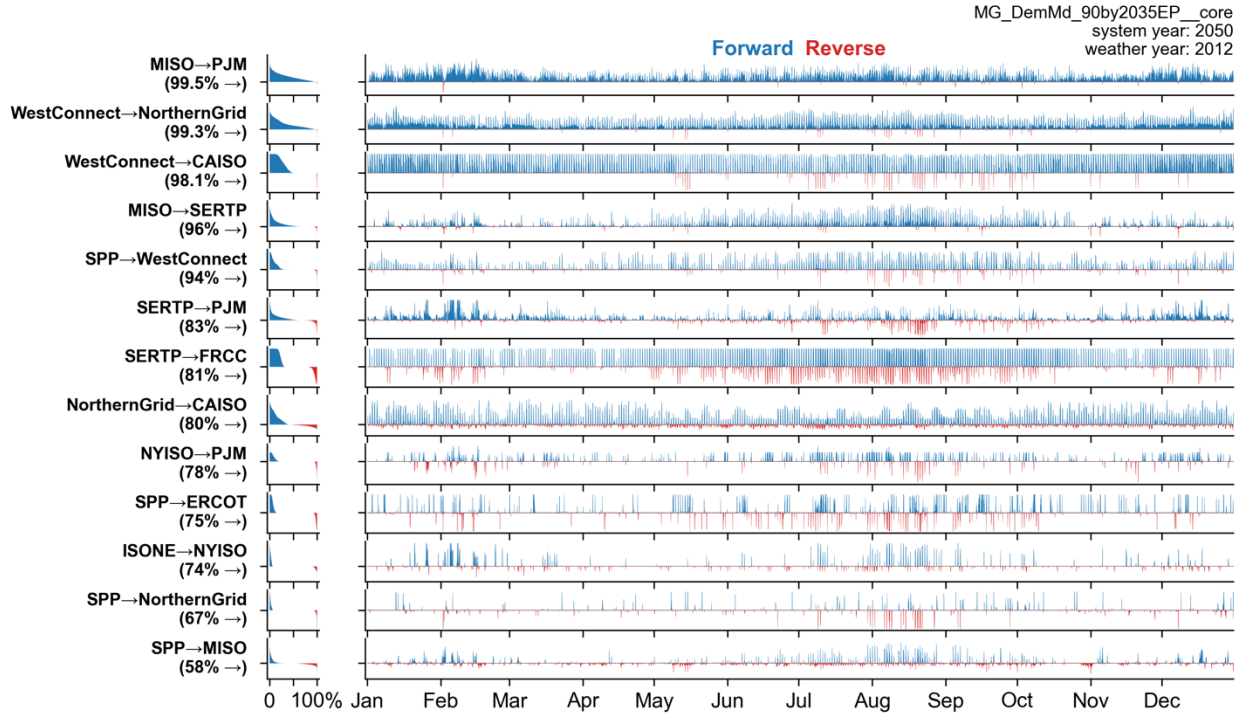 MG_DemMd_90by2035EP__core
system year: 2050
weather year: 2012
Forward Reverse
MISO→PJM
(99.5% →)
WestConnect→NorthernGrid
(99.3% →)
WestConnect→CAISO
(98.1% →)
MISO→SERTP
(96% →)
SPP→WestConnect
(94% →)
SERTP→PJM
(83% →)
SERTP→FRCC
(81% →)
NorthernGrid→CAISO
(80% →)
NYISO→PJM
(78% →)
SPP→ERCOT
(75% →)
ISONE→NYISO
(74% →)
SPP→NorthernGrid
(67% →)
SPP→MISO
(58% →)
0 100% Jan Feb Mar Apr May Jun Jul Aug Sep Oct Nov Dec